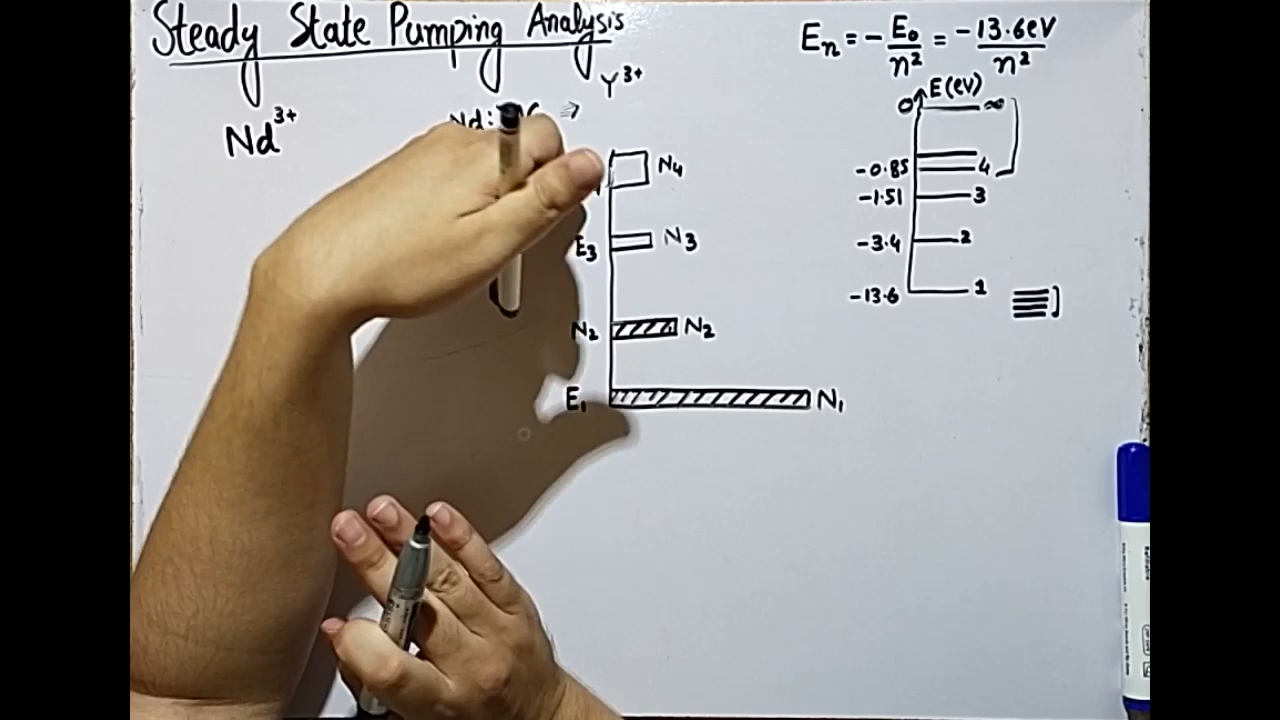 Steady State Pumping Analysis
Eₙ = - E₀/n² = -13.6eV/n²
Y³⁺
Nd³⁺
Nd:
⇒
N₄
E₃ N₃
N₂ N₂
E₁ N₁
E(eV)
0 ∞
-0.85 4
-1.51 3
-3.4 2
-13.6 1